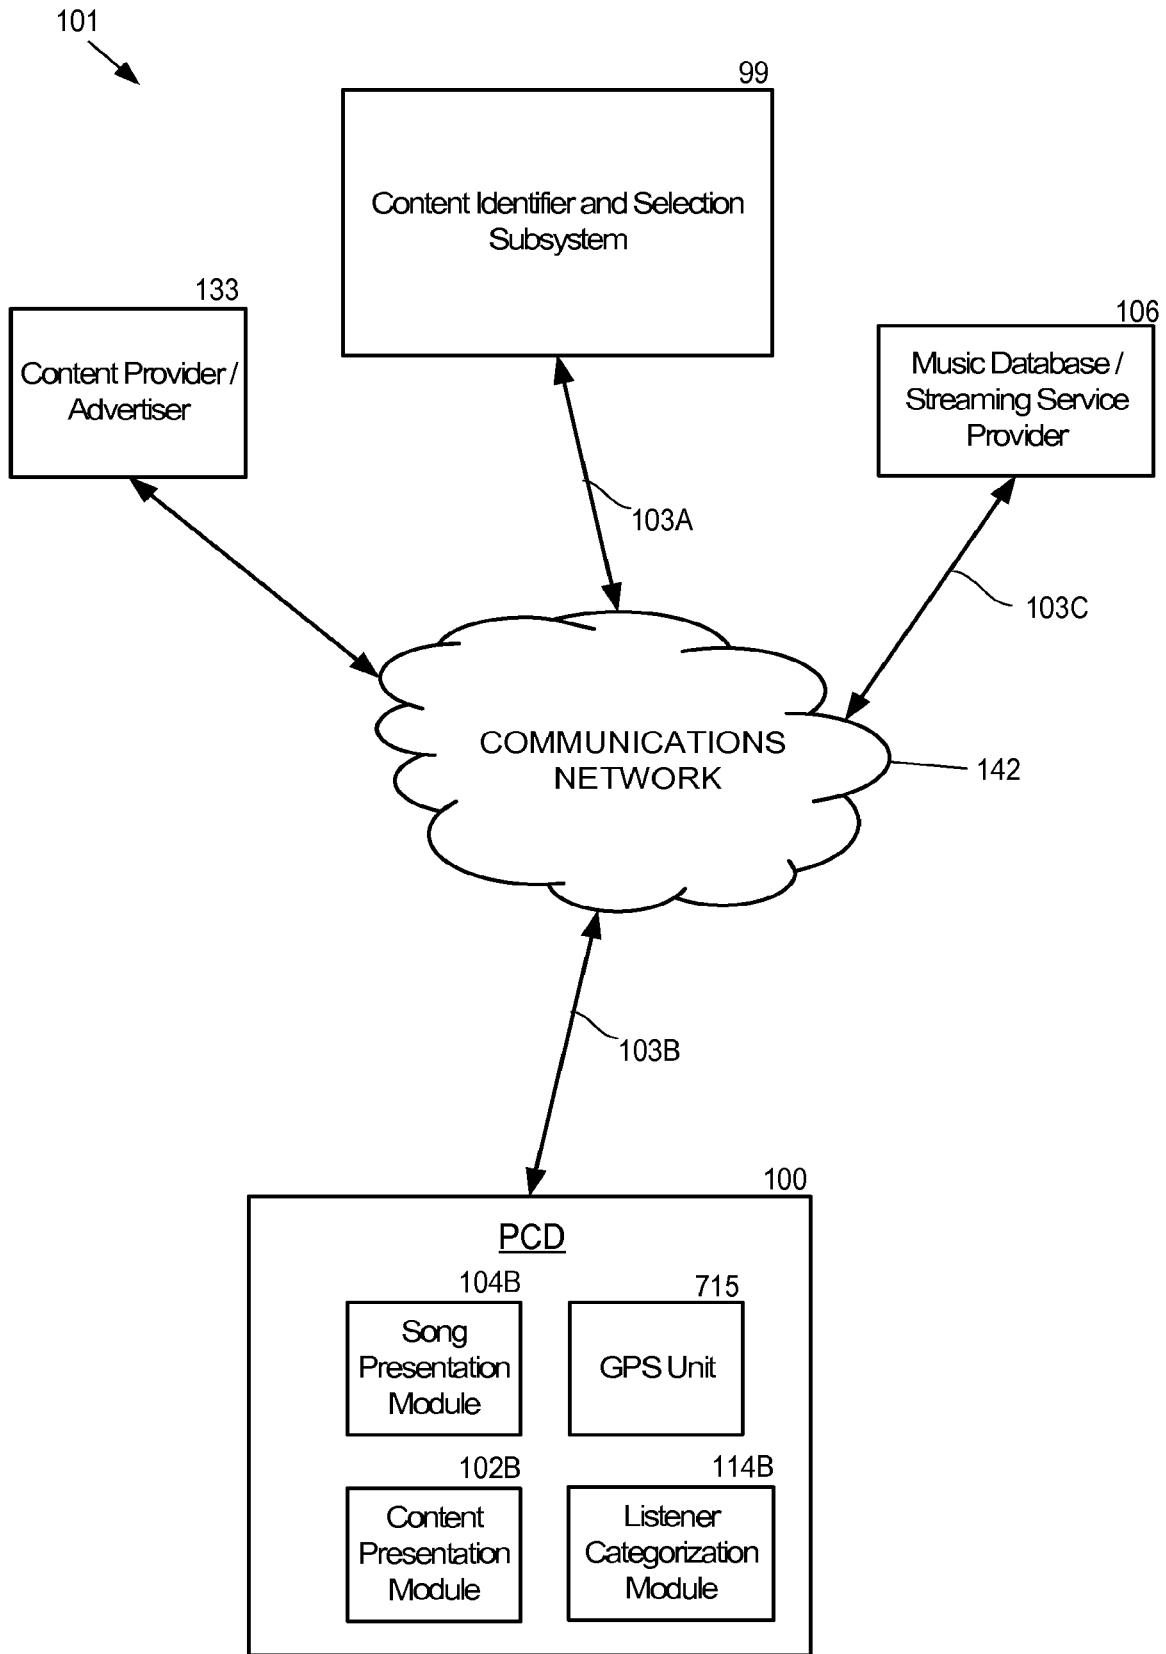 101
99
Content Identifier and Selection
Subsystem
133
Content Provider /
Advertiser
106
Music Database /
Streaming Service
Provider
103A
103C
COMMUNICATIONS
NETWORK
142
103B
100
PCD
104B
Song
Presentation
Module
715
GPS Unit
102B
Content
Presentation
Module
114B
Listener
Categorization
Module